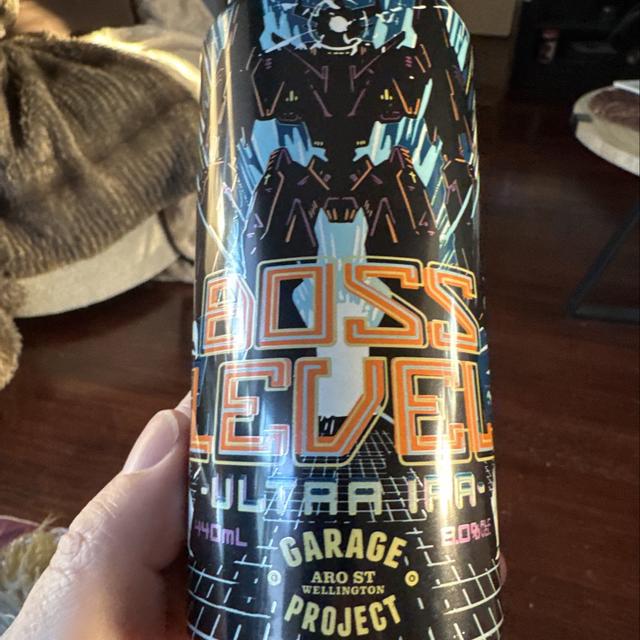 BOSS
LEVEL
-ULTRA IPA-
440mL
GARAGE
ARO ST
WELLINGTON
PROJECT